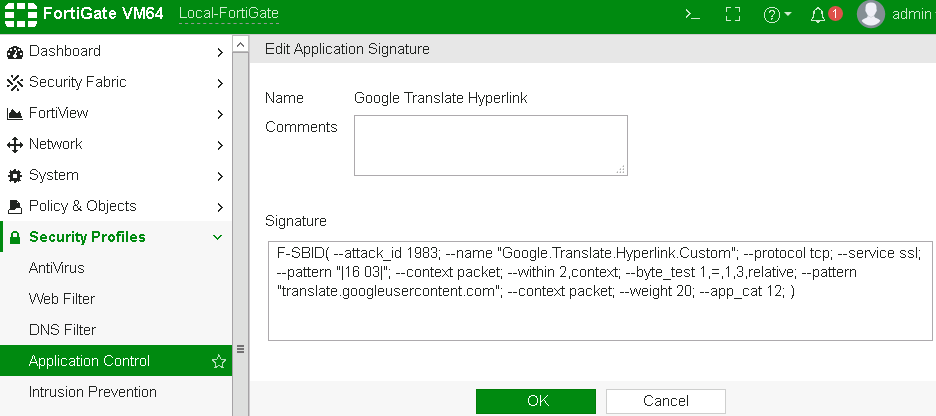 FortiGate VM64 Local-FortiGate >_ ? 1 admin
Dashboard
Security Fabric
FortiView
Network
System
Policy & Objects
Security Profiles
AntiVirus
Web Filter
DNS Filter
Application Control
Intrusion Prevention
Edit Application Signature
Name Google Translate Hyperlink
Comments
Signature
F-SBID( --attack_id 1983; --name "Google.Translate.Hyperlink.Custom"; --protocol tcp; --service ssl;
--pattern "|16 03|"; --context packet; --within 2,context; --byte_test 1,=,1,3,relative; --pattern
"translate.googleusercontent.com"; --context packet; --weight 20; --app_cat 12; )
OK Cancel